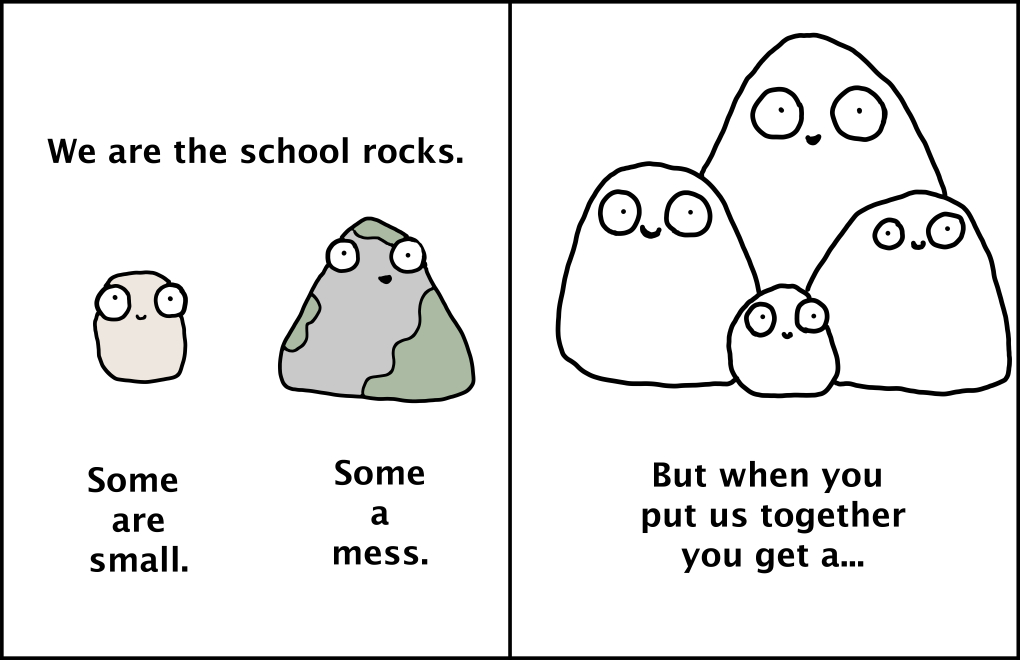 We are the school rocks.
Some
are
small.
Some
a
mess.
But when you
put us together
you get a...